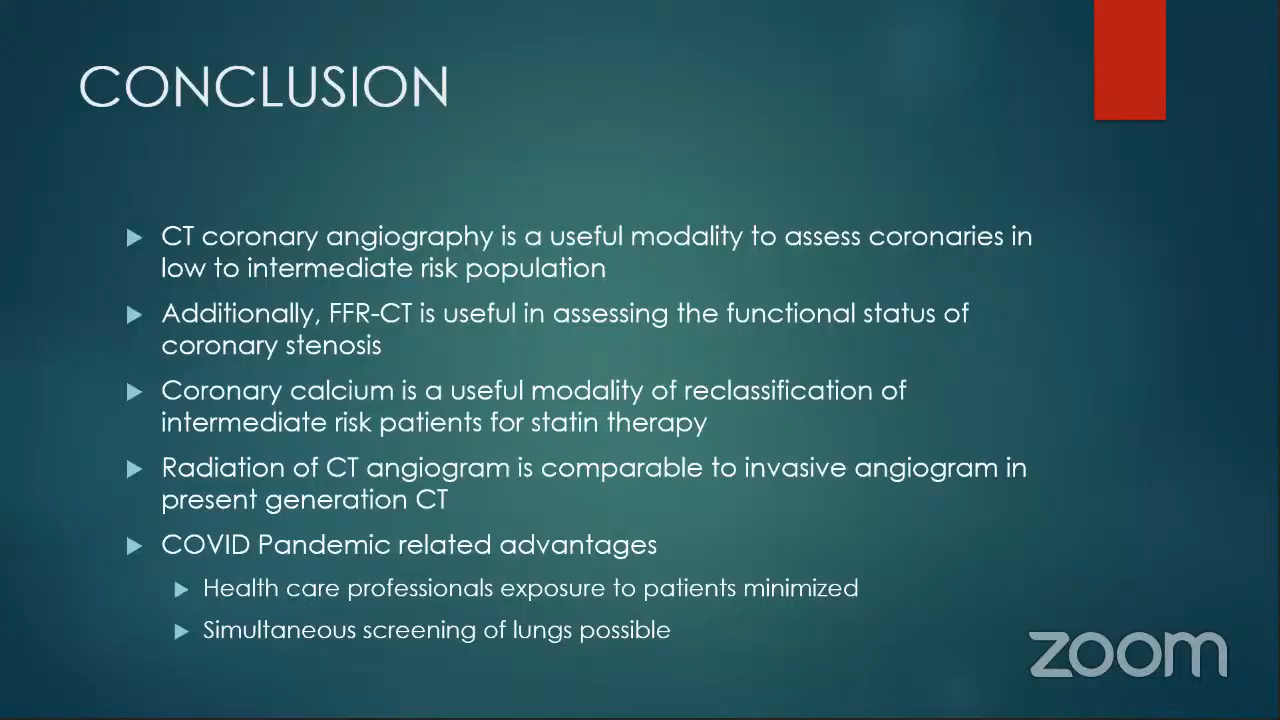 CONCLUSION
CT coronary angiography is a useful modality to assess coronaries in
low to intermediate risk population
Additionally, FFR-CT is useful in assessing the functional status of
coronary stenosis
Coronary calcium is a useful modality of reclassification of
intermediate risk patients for statin therapy
Radiation of CT angiogram is comparable to invasive angiogram in
present generation CT
COVID Pandemic related advantages
Health care professionals exposure to patients minimized
Simultaneous screening of lungs possible
zoom